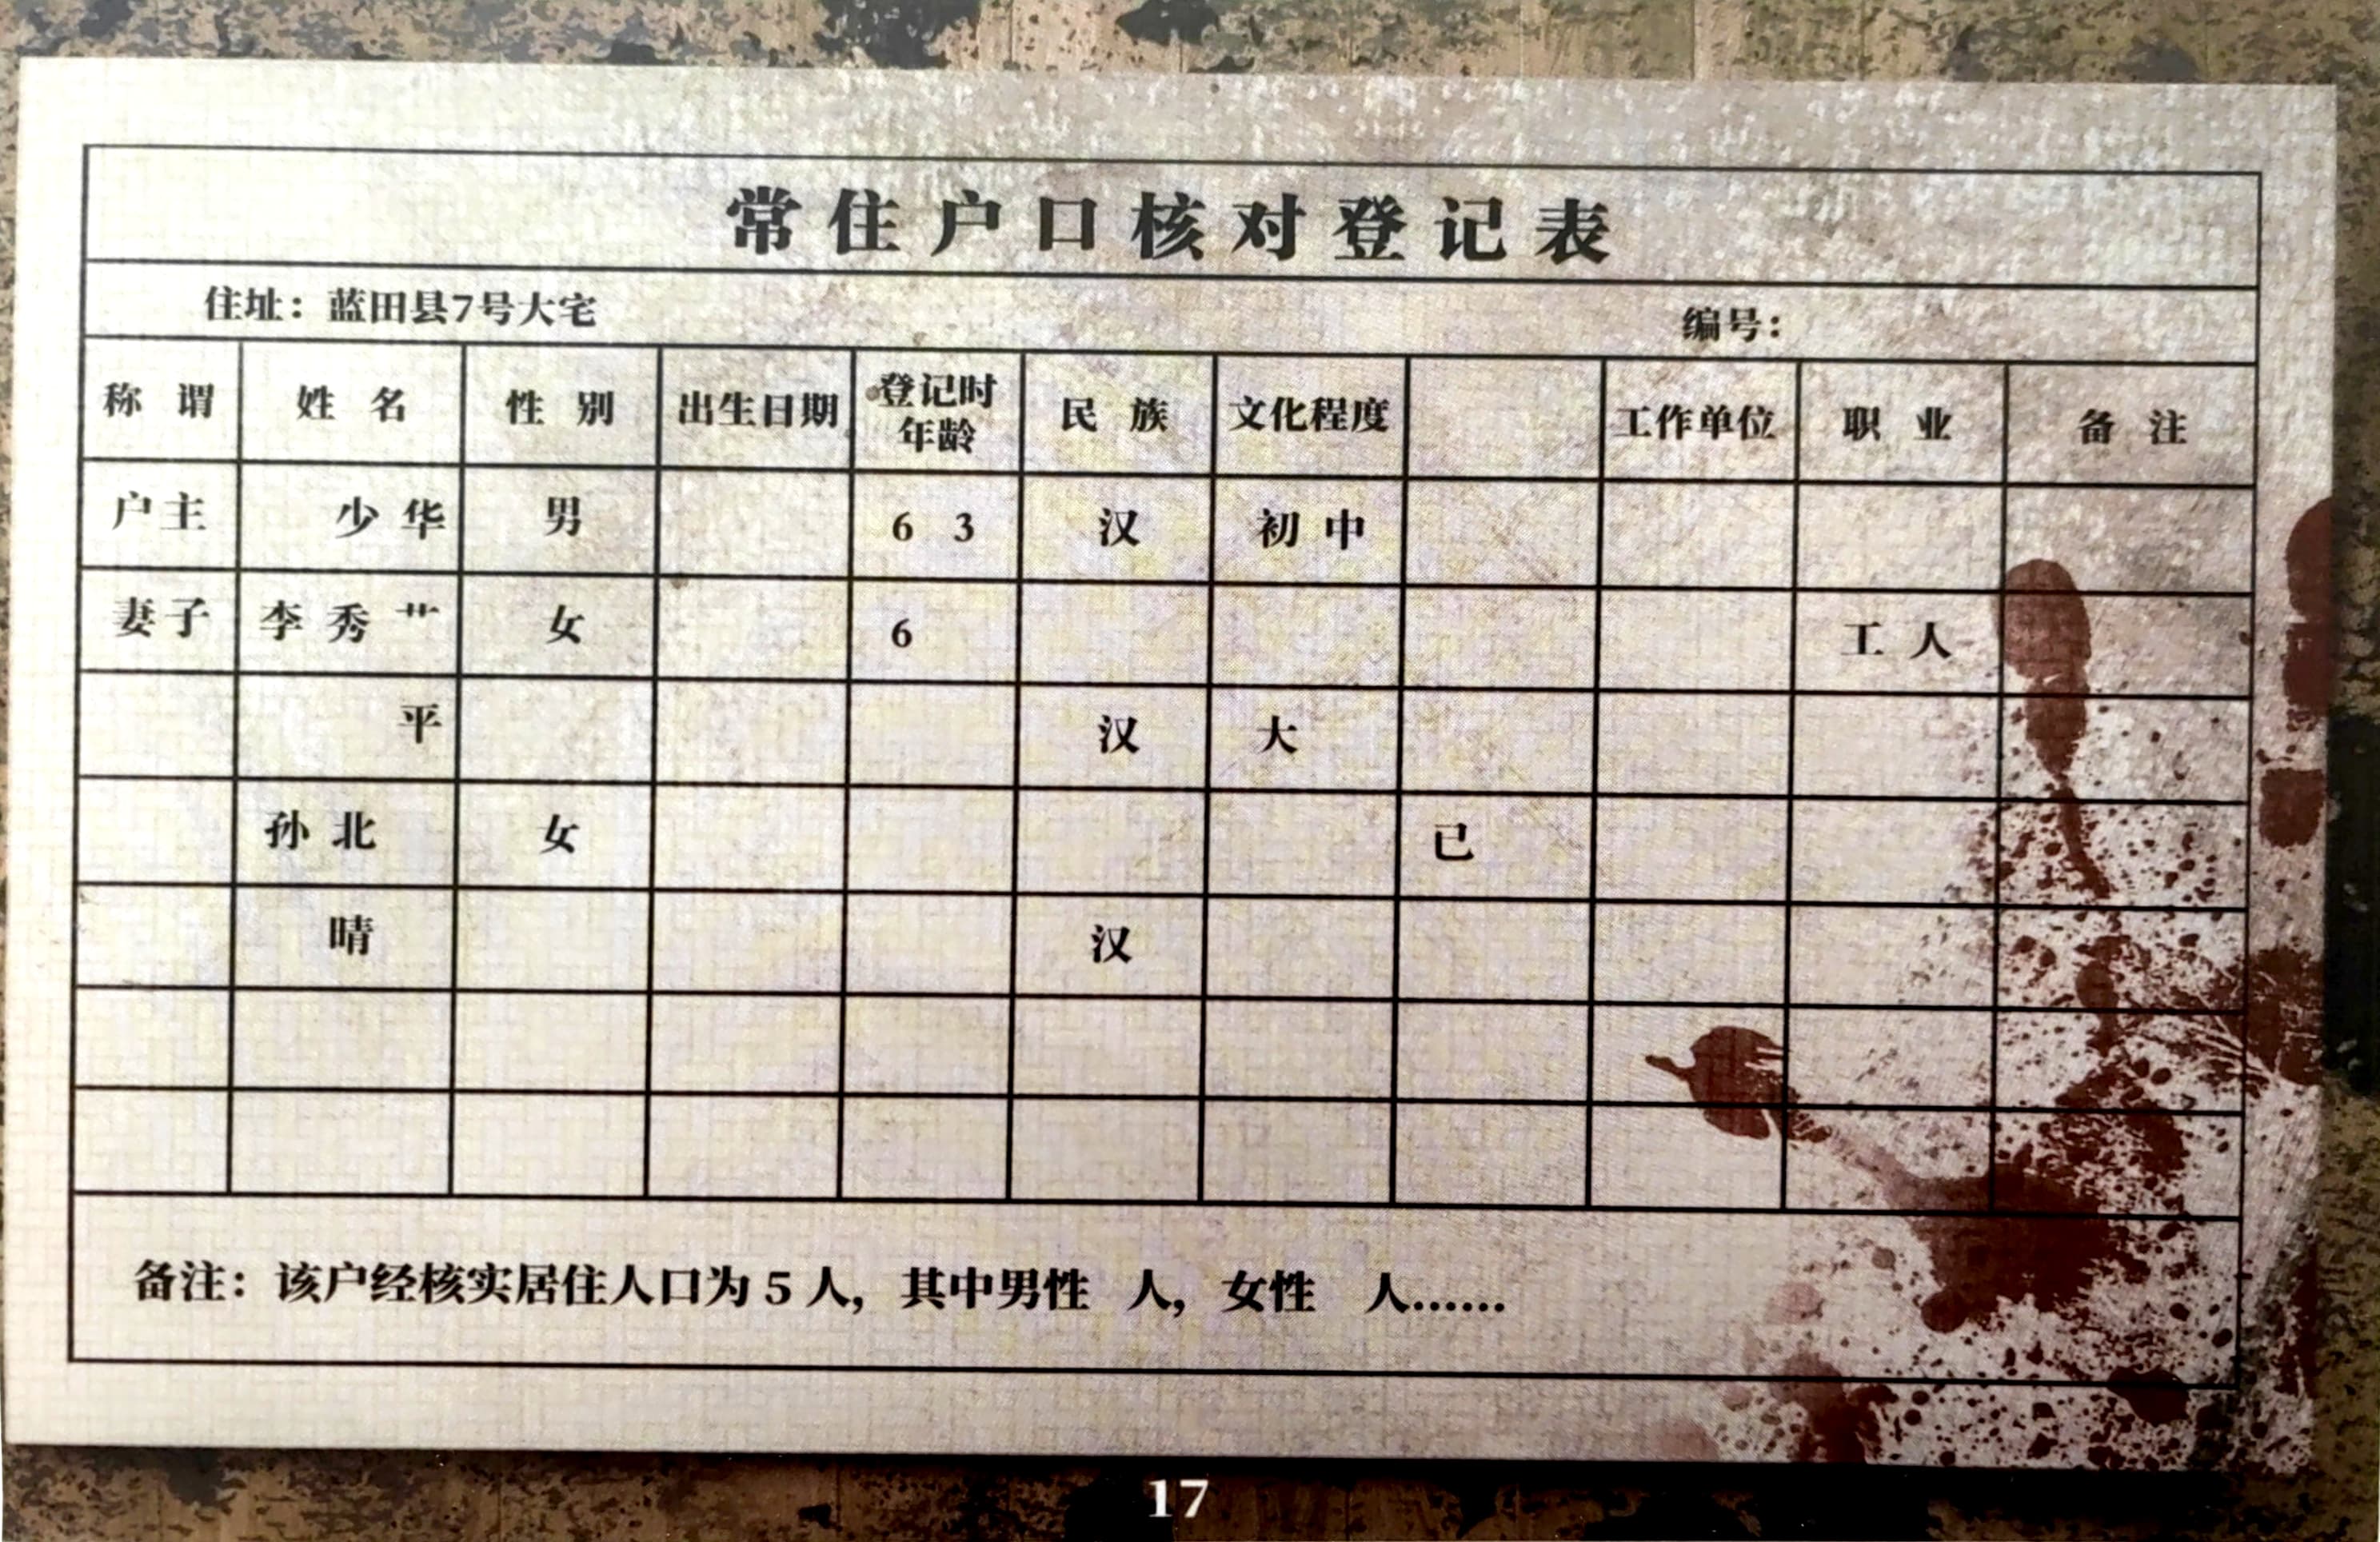 常住户口核对登记表
住址：蓝田县7号大宅 编号：
称谓 姓名 性别 出生日期 登记时年龄 民族 文化程度 工作单位 职业 备注
户主 少华 男 6 3 汉 初中
妻子 李秀艹 女 6 工人
平 汉 大
孙北 女 已
晴 汉
备注：该户经核实居住人口为 5 人，其中男性 人，女性 人……
17